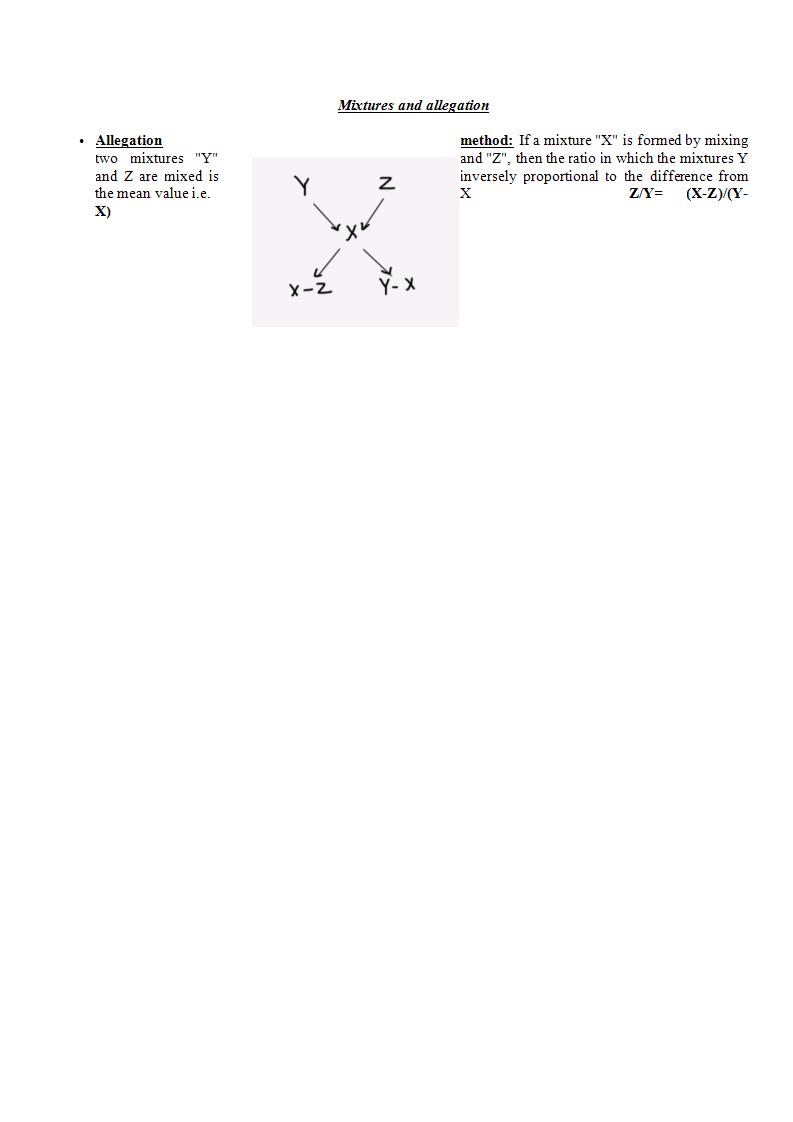 Mixtures and allegation
• Allegation method: If a mixture "X" is formed by mixing
two mixtures "Y" and "Z", then the ratio in which the mixtures Y
and Z are mixed is inversely proportional to the difference from
the mean value i.e. X Z/Y= (X-Z)/(Y-
X)
Y Z
X
X-Z Y-X